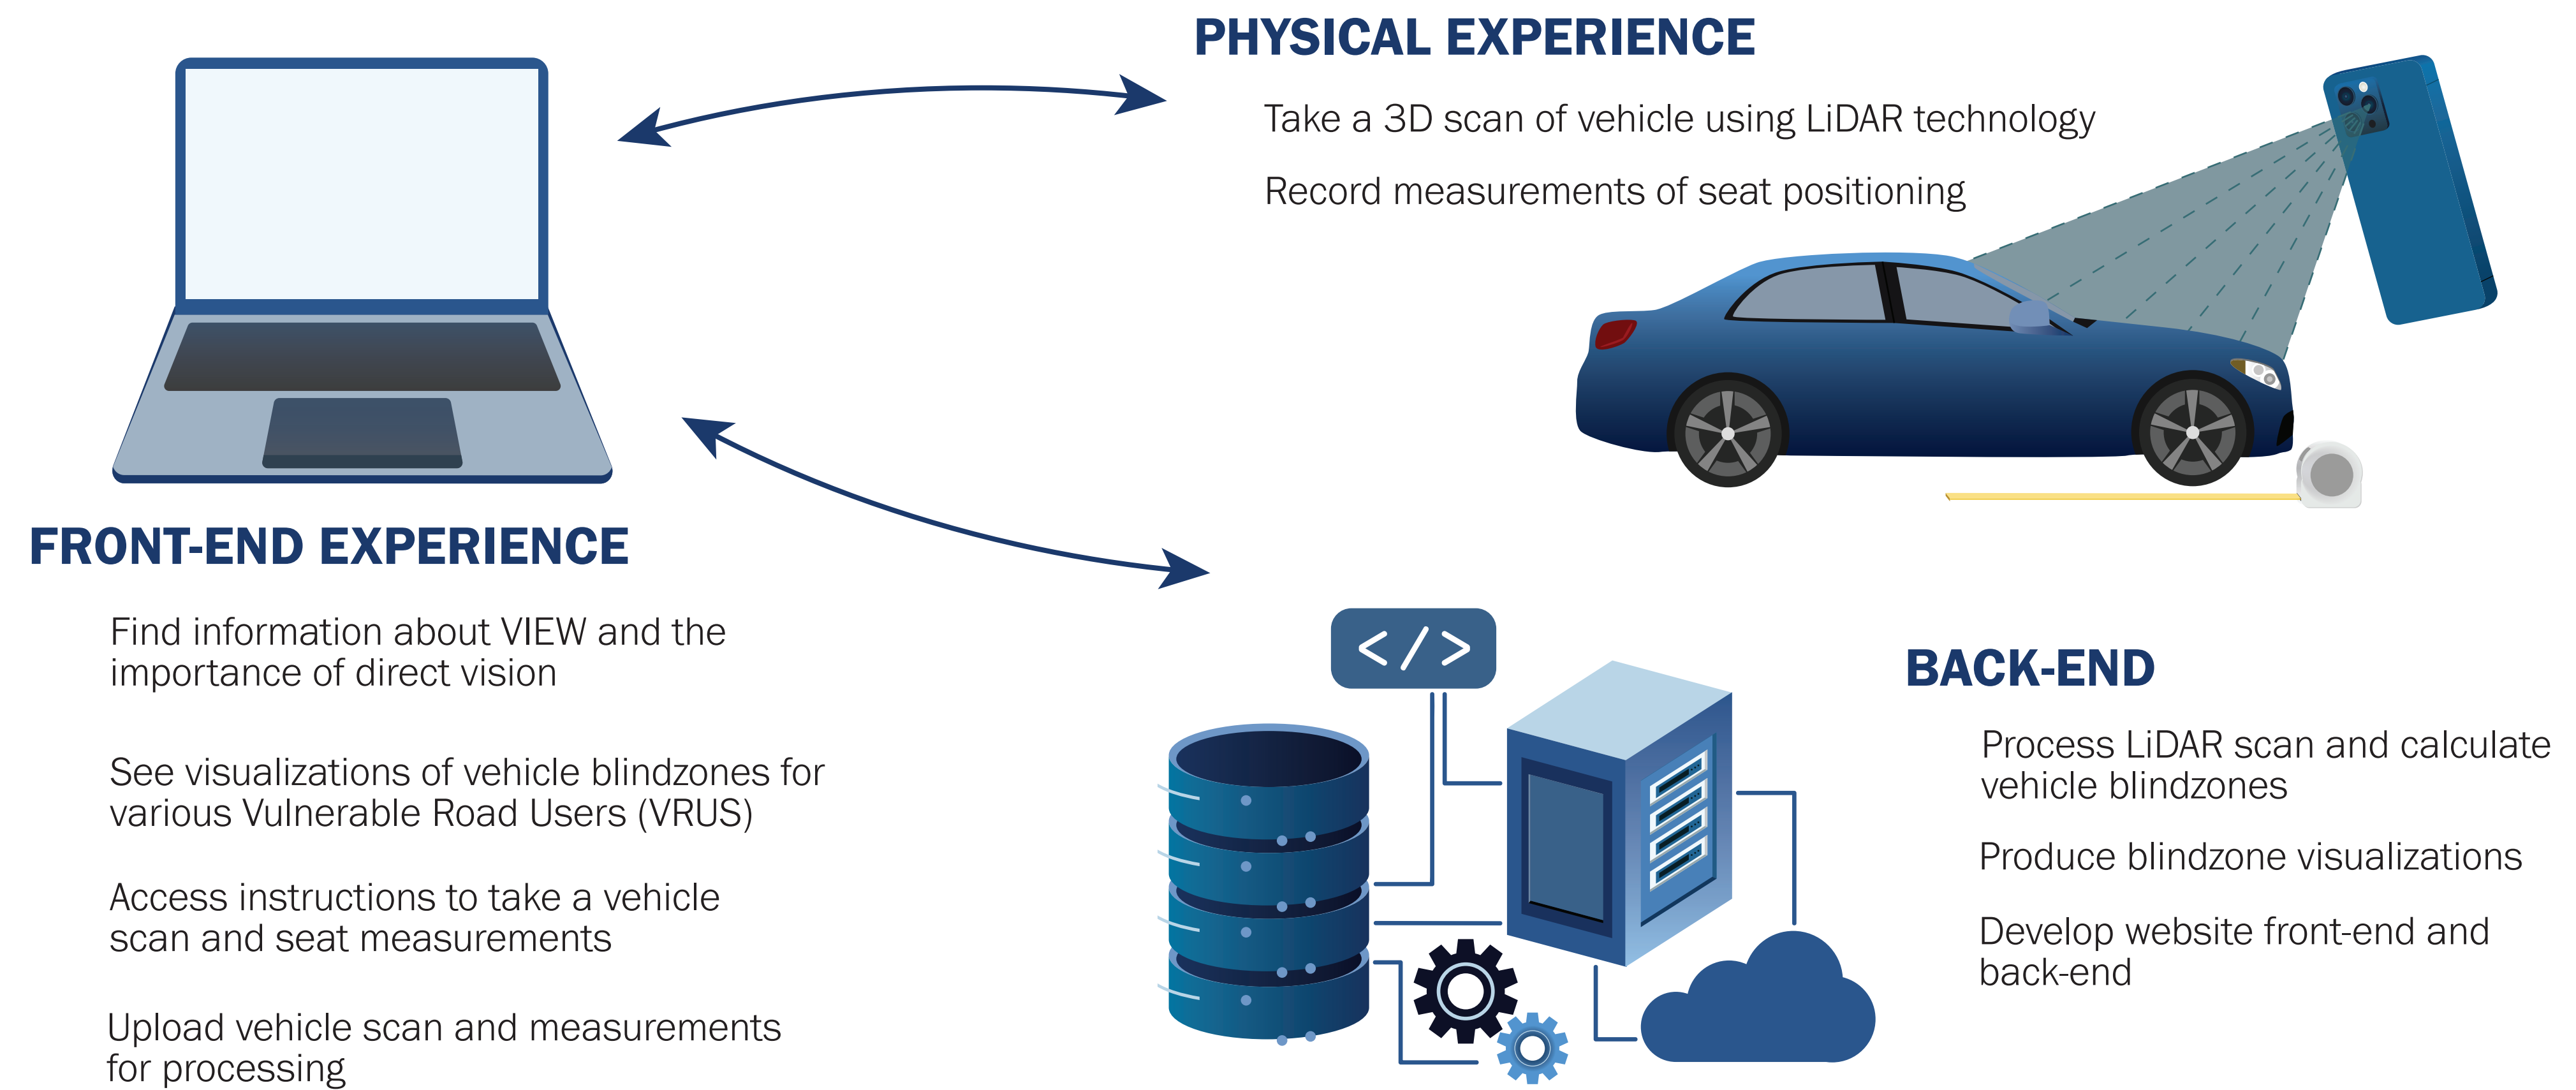 PHYSICAL EXPERIENCE
Take a 3D scan of vehicle using LiDAR technology
Record measurements of seat positioning
FRONT-END EXPERIENCE
Find information about VIEW and the
importance of direct vision
See visualizations of vehicle blindzones for
various Vulnerable Road Users (VRUS)
Access instructions to take a vehicle
scan and seat measurements
Upload vehicle scan and measurements
for processing
</>
BACK-END
Process LiDAR scan and calculate
vehicle blindzones
Produce blindzone visualizations
Develop website front-end and
back-end